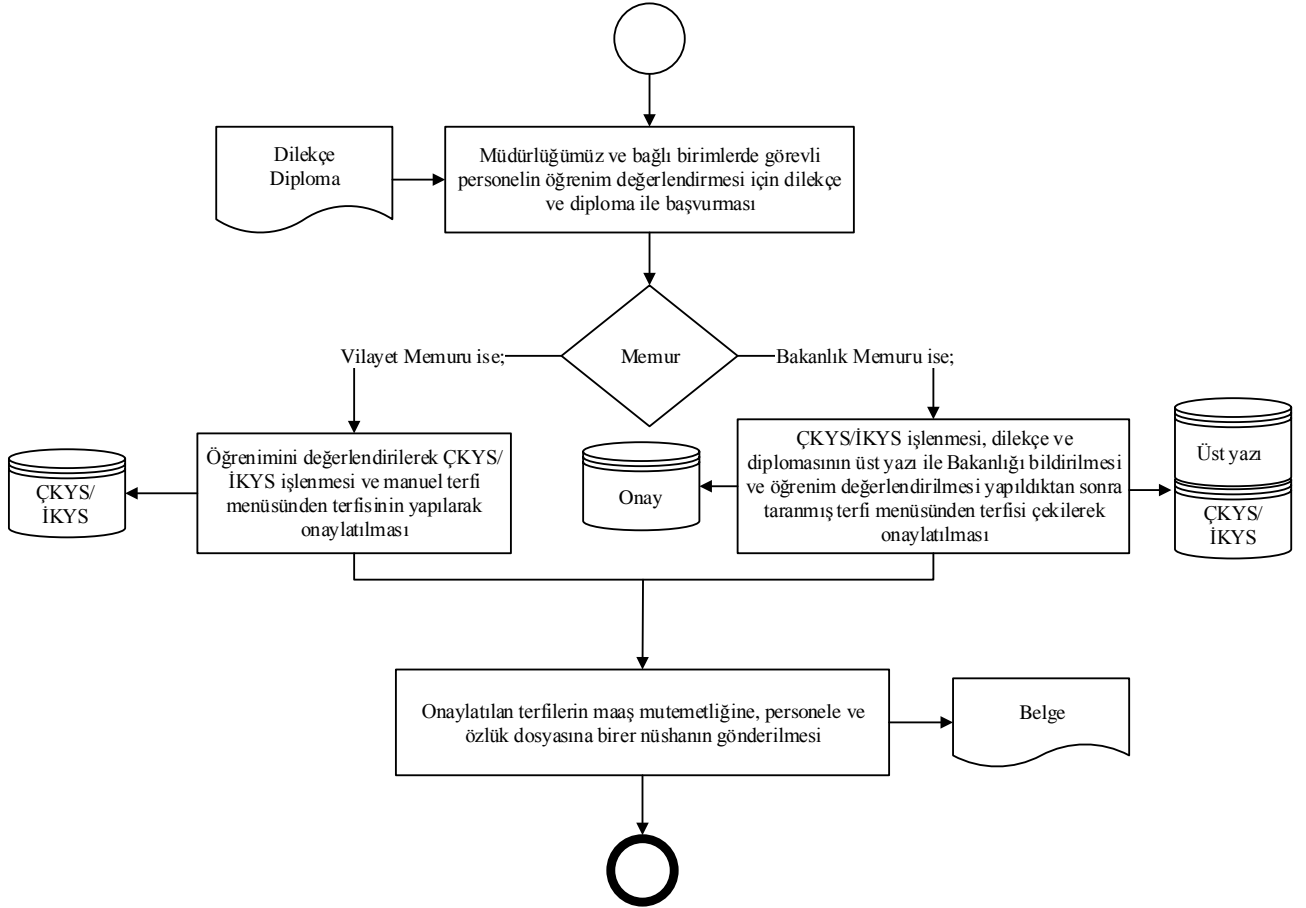 Dilekçe
Diploma
Müdürlüğümüz ve bağlı birimlerde görevli
personelin öğrenim değerlendirmesi için dilekçe
ve diploma ile başvurması
Memur
Vilayet Memuru ise;
Bakanlık Memuru ise;
ÇKYS/
İKYS
Öğrenimini değerlendirilerek ÇKYS/
İKYS işlenmesi ve manuel terfi
menüsünden terfisinin yapılarak
onaylatılması
Onay
ÇKYS/İKYS işlenmesi, dilekçe ve
diplomasının üst yazı ile Bakanlığı bildirilmesi
ve öğrenim değerlendirilmesi yapıldıktan sonra
taranmış terfi menüsünden terfisi çekilerek
onaylatılması
Üst yazı
ÇKYS/
İKYS
Onaylatılan terfilerin maaş mutemetliğine, personele ve
özlük dosyasına birer nüshanın gönderilmesi
Belge